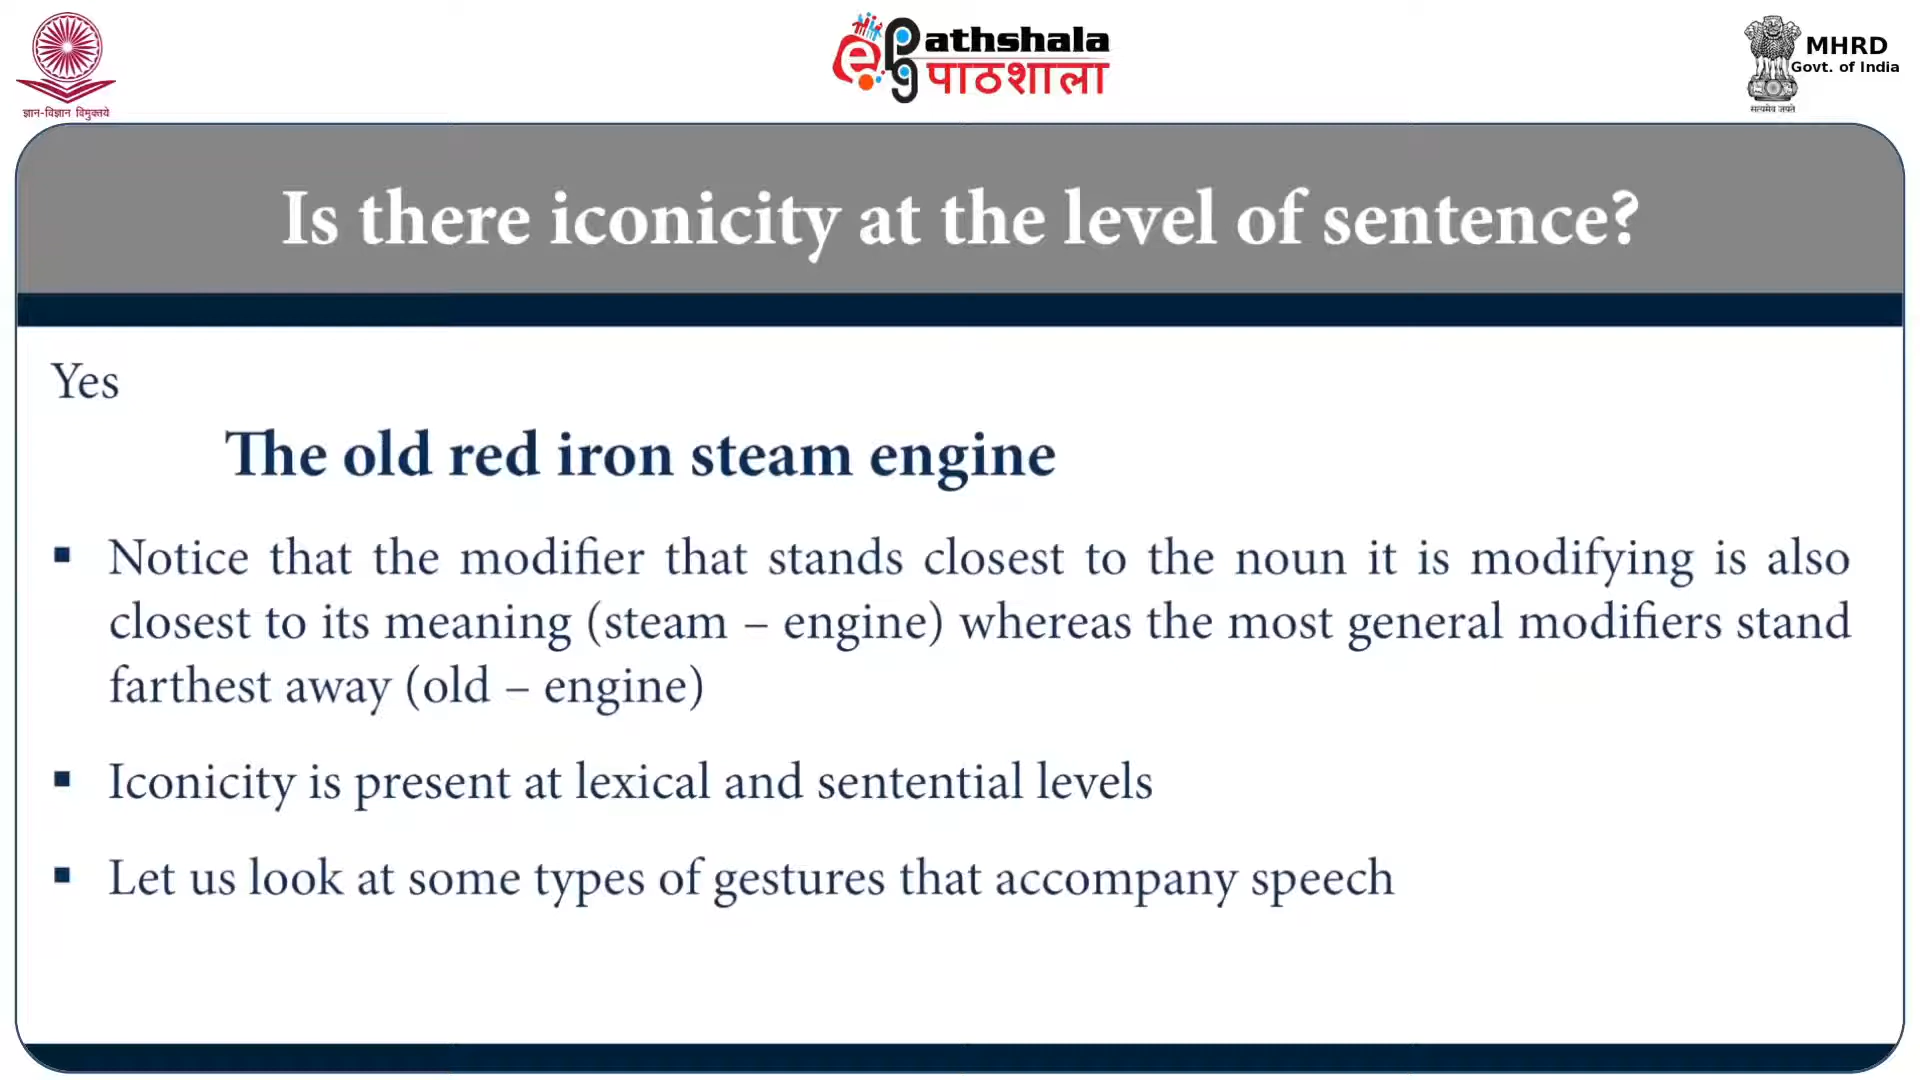 ज्ञान-विज्ञान विमुक्तये
ePG Pathshala
पाठशाला
MHRD
Govt. of India
सत्यमेव जयते
Is there iconicity at the level of sentence?
Yes
The old red iron steam engine
▪ Notice that the modifier that stands closest to the noun it is modifying is also
closest to its meaning (steam – engine) whereas the most general modifiers stand
farthest away (old – engine)
▪ Iconicity is present at lexical and sentential levels
▪ Let us look at some types of gestures that accompany speech